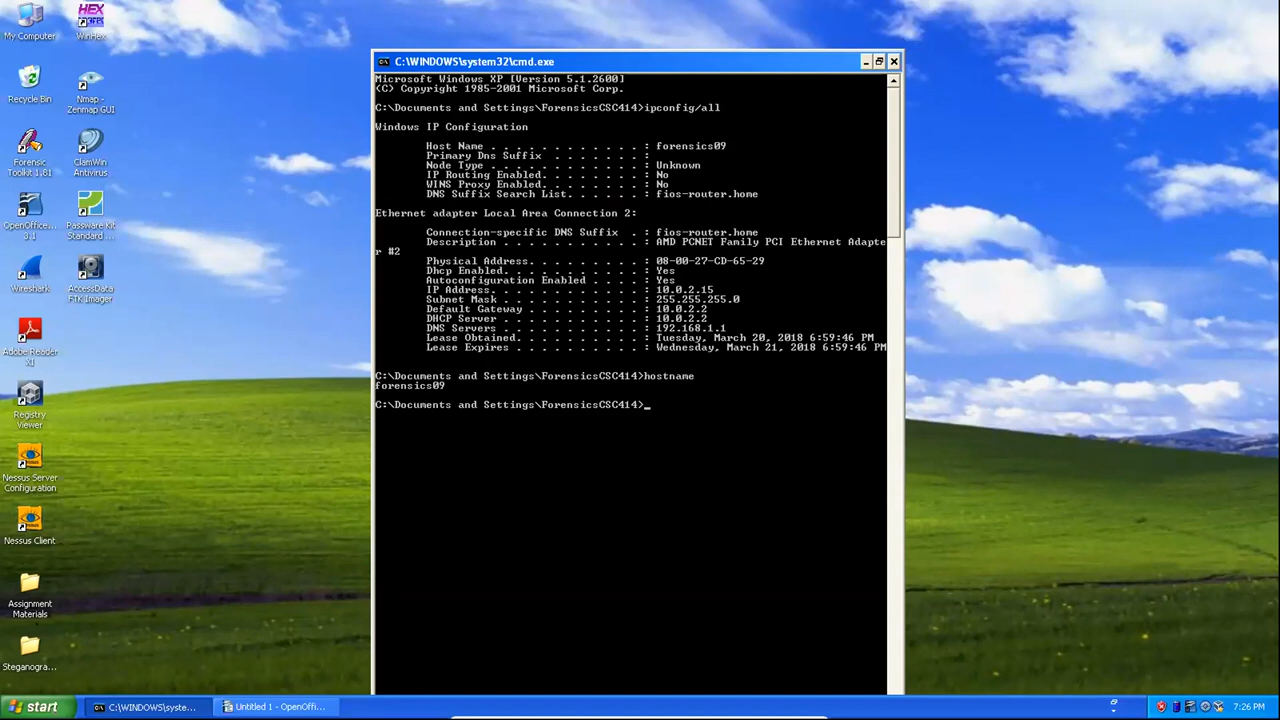 My Computer
WinHex
Recycle Bin
Nmap -
Zenmap GUI
Forensic
Toolkit 1.81
ClamWin
Antivirus
OpenOffice...
3.1
Passware Kit
Standard ...
Wireshark
AccessData
FTK Imager
Adobe Reader
XI
Registry
Viewer
Nessus Server
Configuration
Nessus Client
Assignment
Materials
Steganogra...
C:\WINDOWS\system32\cmd.exe
Microsoft Windows XP [Version 5.1.2600]
(C) Copyright 1985-2001 Microsoft Corp.
C:\Documents and Settings\ForensicsCSC414>ipconfig/all
Windows IP Configuration
Host Name . . . . . . . . . . . . : forensics09
Primary Dns Suffix  . . . . . . . :
Node Type . . . . . . . . . . . . : Unknown
IP Routing Enabled. . . . . . . . : No
WINS Proxy Enabled. . . . . . . . : No
DNS Suffix Search List. . . . . . : fios-router.home
Ethernet adapter Local Area Connection 2:
Connection-specific DNS Suffix  . : fios-router.home
Description . . . . . . . . . . . : AMD PCNET Family PCI Ethernet Adapte
r #2
Physical Address. . . . . . . . . : 08-00-27-CD-65-29
Dhcp Enabled. . . . . . . . . . . : Yes
Autoconfiguration Enabled . . . . : Yes
IP Address. . . . . . . . . . . . : 10.0.2.15
Subnet Mask . . . . . . . . . . . : 255.255.255.0
Default Gateway . . . . . . . . . : 10.0.2.2
DHCP Server . . . . . . . . . . . : 10.0.2.2
DNS Servers . . . . . . . . . . . : 192.168.1.1
Lease Obtained. . . . . . . . . . : Tuesday, March 20, 2018 6:59:46 PM
Lease Expires . . . . . . . . . . : Wednesday, March 21, 2018 6:59:46 PM
C:\Documents and Settings\ForensicsCSC414>hostname
forensics09
C:\Documents and Settings\ForensicsCSC414>_
start
C:\WINDOWS\syste...
Untitled 1 - OpenOffi...
7:26 PM